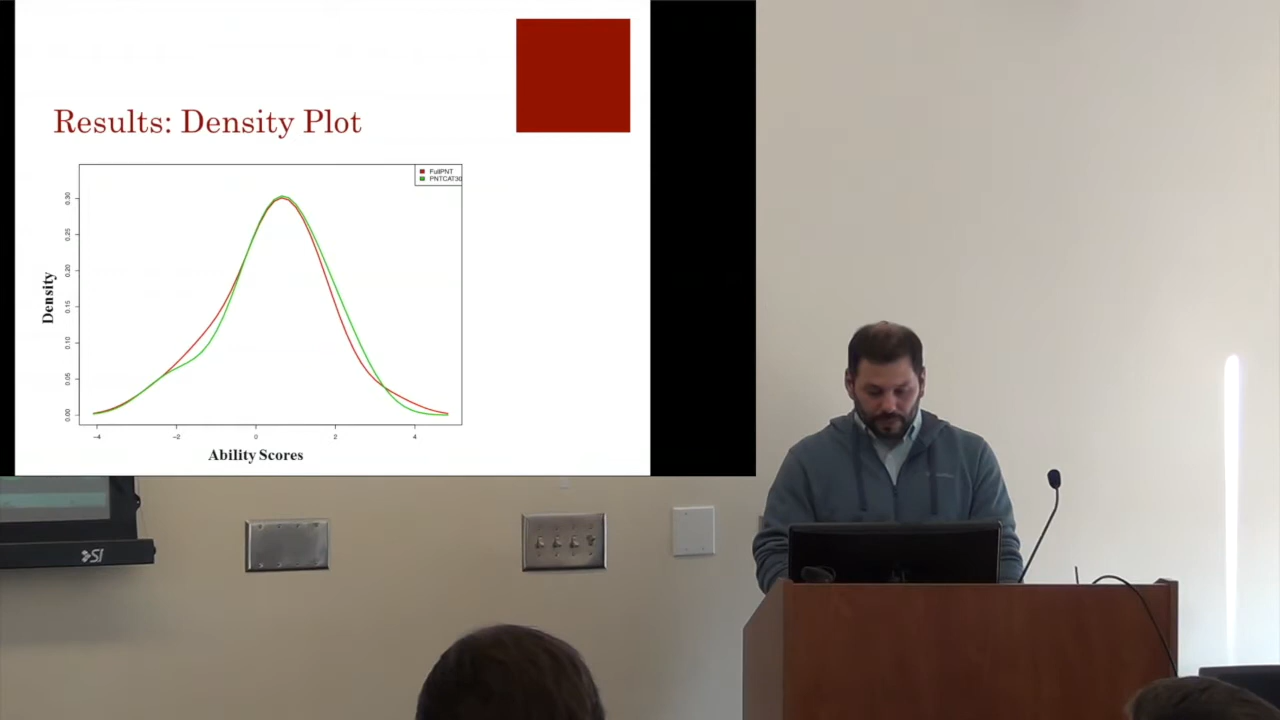 Results: Density Plot
FullPNT
PNTCAT30
Density
0.00
0.05
0.10
0.15
0.20
0.25
0.30
−4
−2
0
2
4
Ability Scores
SJ